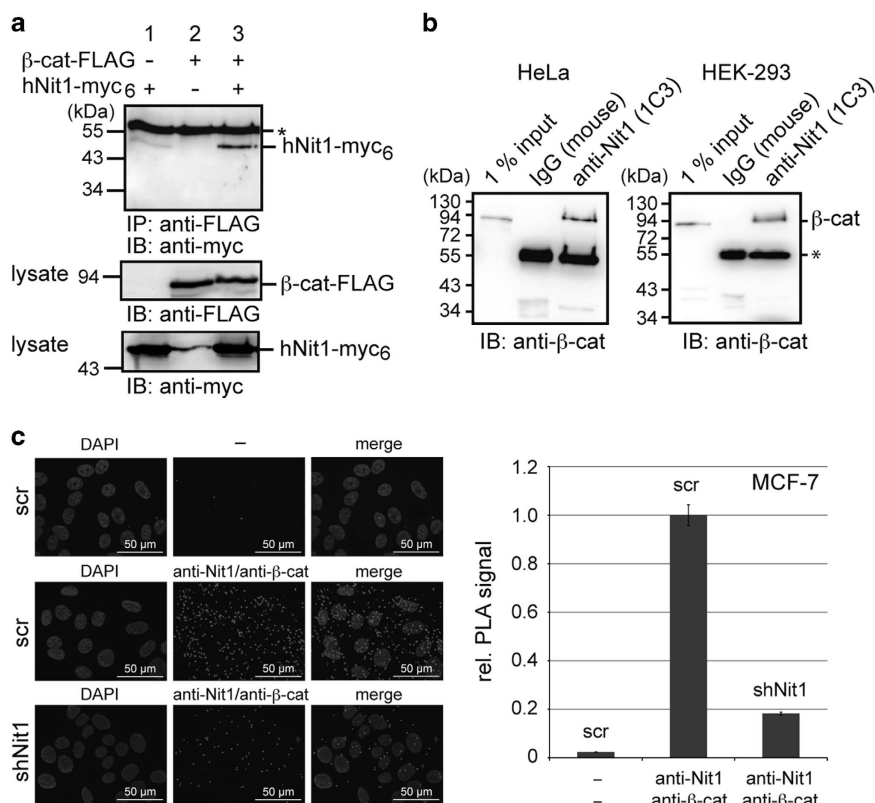 a
1 2 3
β-cat-FLAG – + +
hNit1-myc6 + – +
(kDa)
55 *
hNit1-myc6
43
34
IP: anti-FLAG
IB: anti-myc
lysate 94 β-cat-FLAG
IB: anti-FLAG
lysate hNit1-myc6
43
IB: anti-myc
b
HeLa
1 % input
IgG (mouse)
anti-Nit1 (1C3)
(kDa)
130
94
72
55
43
34
IB: anti-β-cat
HEK-293
1 % input
IgG (mouse)
anti-Nit1 (1C3)
(kDa)
130
94 β-cat
72
55 *
43
34
IB: anti-β-cat
c
DAPI – merge
scr
50 µm 50 µm 50 µm
DAPI anti-Nit1/anti-β-cat merge
scr
50 µm 50 µm 50 µm
DAPI anti-Nit1/anti-β-cat merge
shNit1
50 µm 50 µm 50 µm
rel. PLA signal
1.2
1.0
0.8
0.6
0.4
0.2
0
MCF-7
scr
scr
shNit1
– anti-Nit1 anti-Nit1
– anti-β-cat anti-β-cat